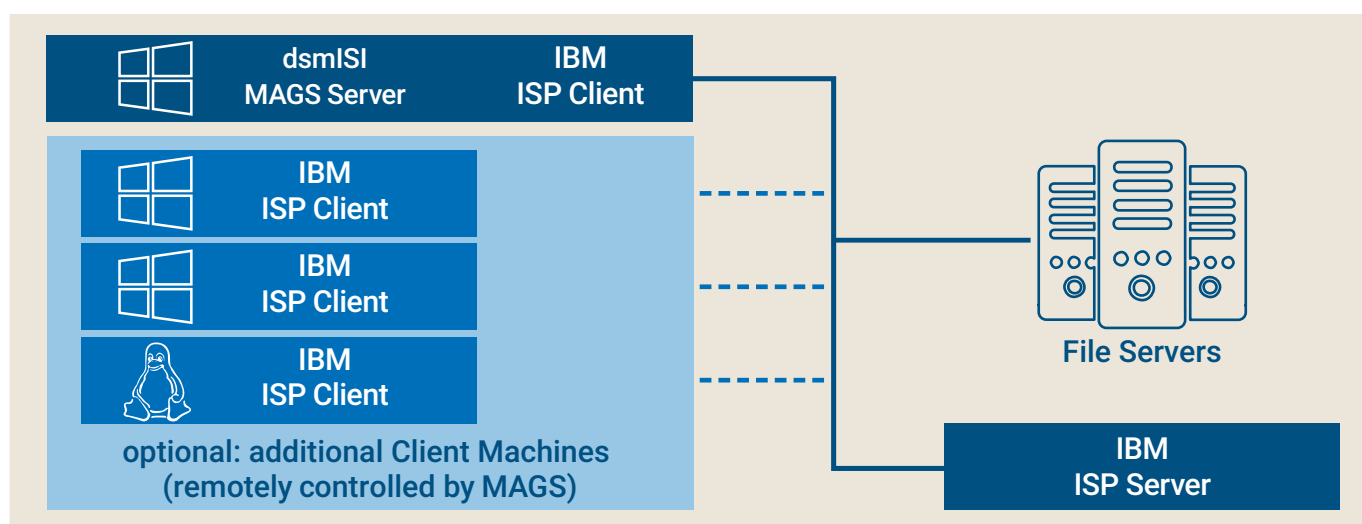 dsmISI
MAGS Server
IBM
ISP Client
IBM
ISP Client
IBM
ISP Client
IBM
ISP Client
optional: additional Client Machines
(remotely controlled by MAGS)
File Servers
IBM
ISP Server